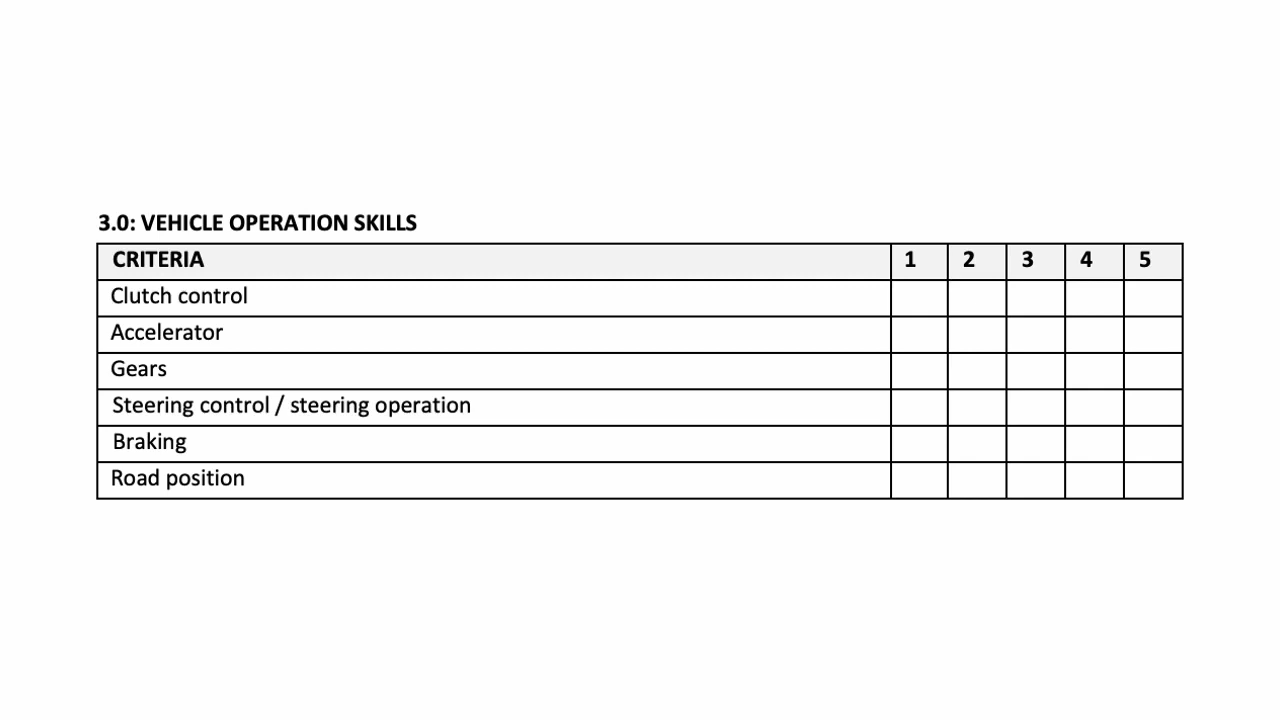 3.0: VEHICLE OPERATION SKILLS
CRITERIA 1 2 3 4 5
Clutch control
Accelerator
Gears
Steering control / steering operation
Braking
Road position